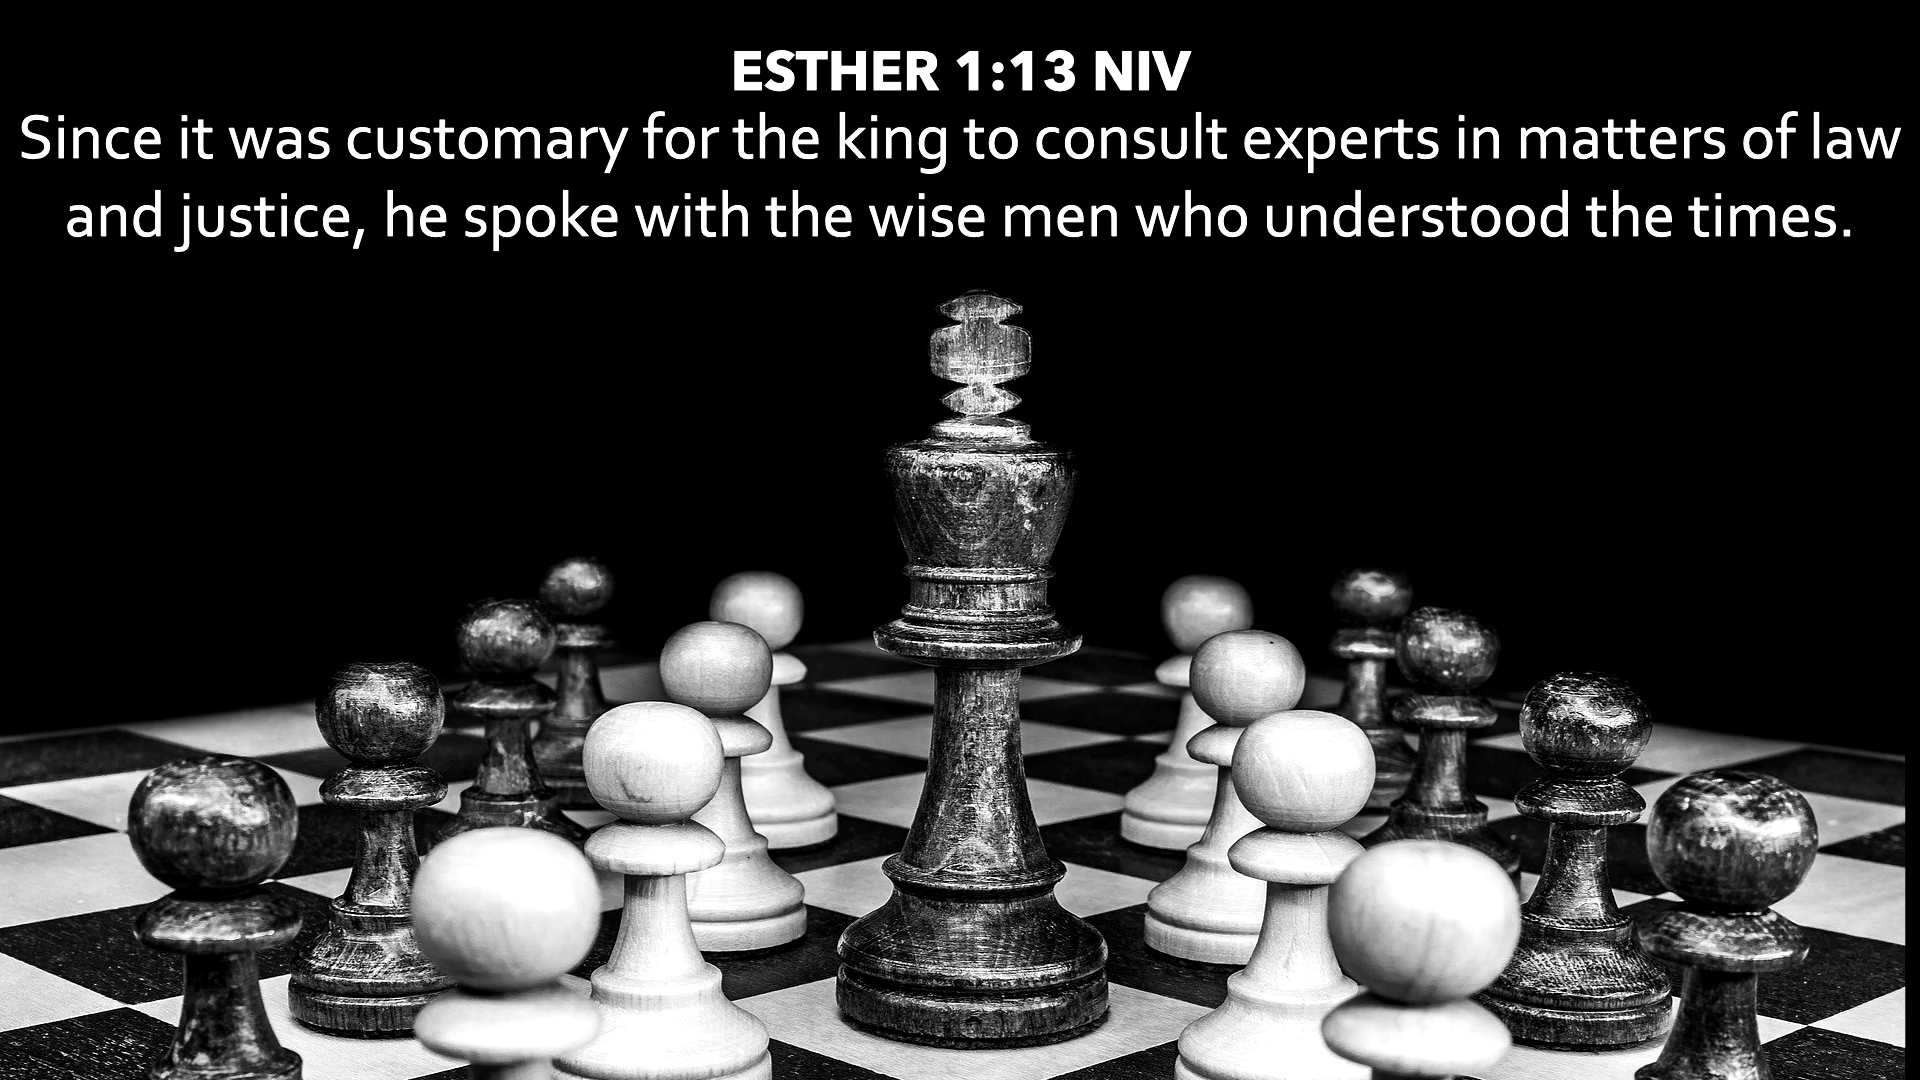 ESTHER 1:13 NIV
Since it was customary for the king to consult experts in matters of law
and justice, he spoke with the wise men who understood the times.